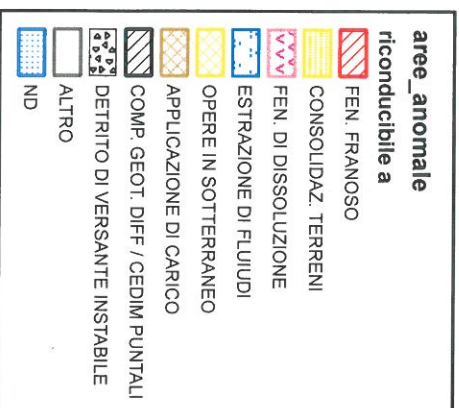 aree_anomale
riconducibile a
FEN. FRANOSO
CONSOLIDAZ. TERRENI
FEN. DI DISSOLUZIONE
ESTRAZIONE DI FLUIUDI
OPERE IN SOTTERRANEO
APPLICAZIONE DI CARICO
COMP. GEOT. DIFF / CEDIM PUNTALI
DETRITO DI VERSANTE INSTABILE
ALTRO
ND